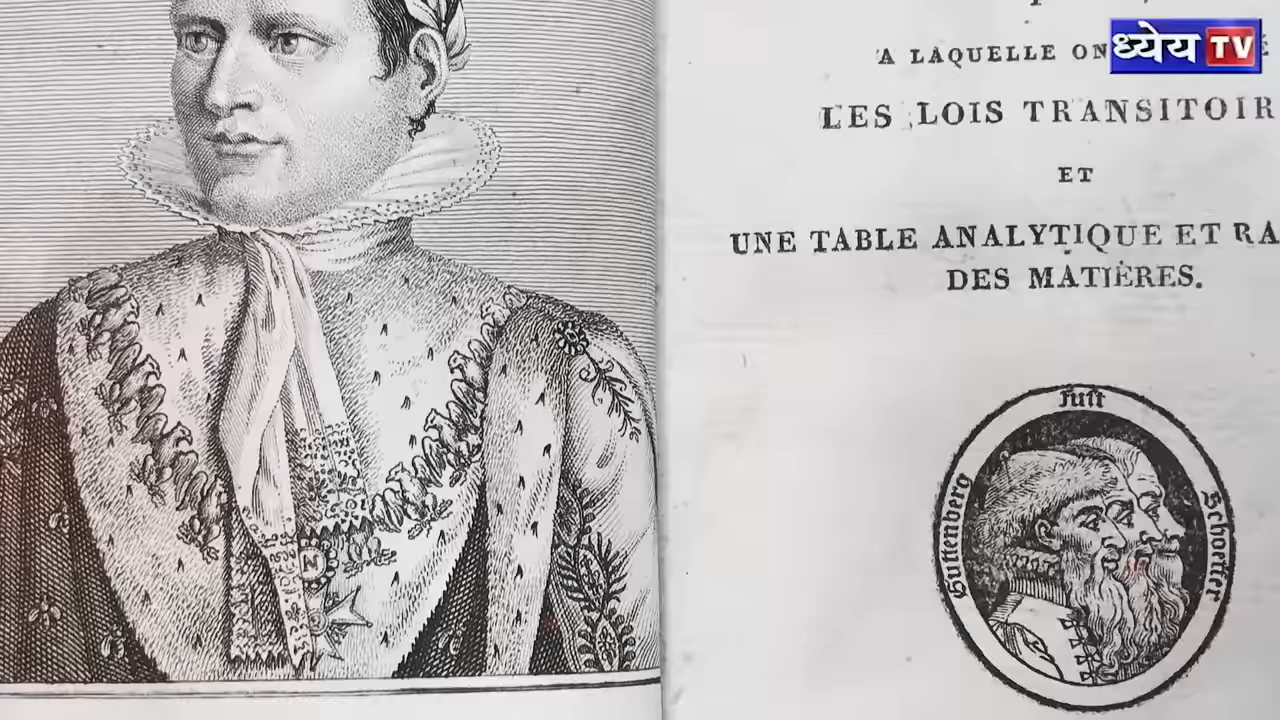 ध्येय TV
A LAQUELLE ON
LES LOIS TRANSITOIR
ET
UNE TABLE ANALYTIQUE ET RA
DES MATIÈRES.
Fust
Guttenberg
Schoeffer
N